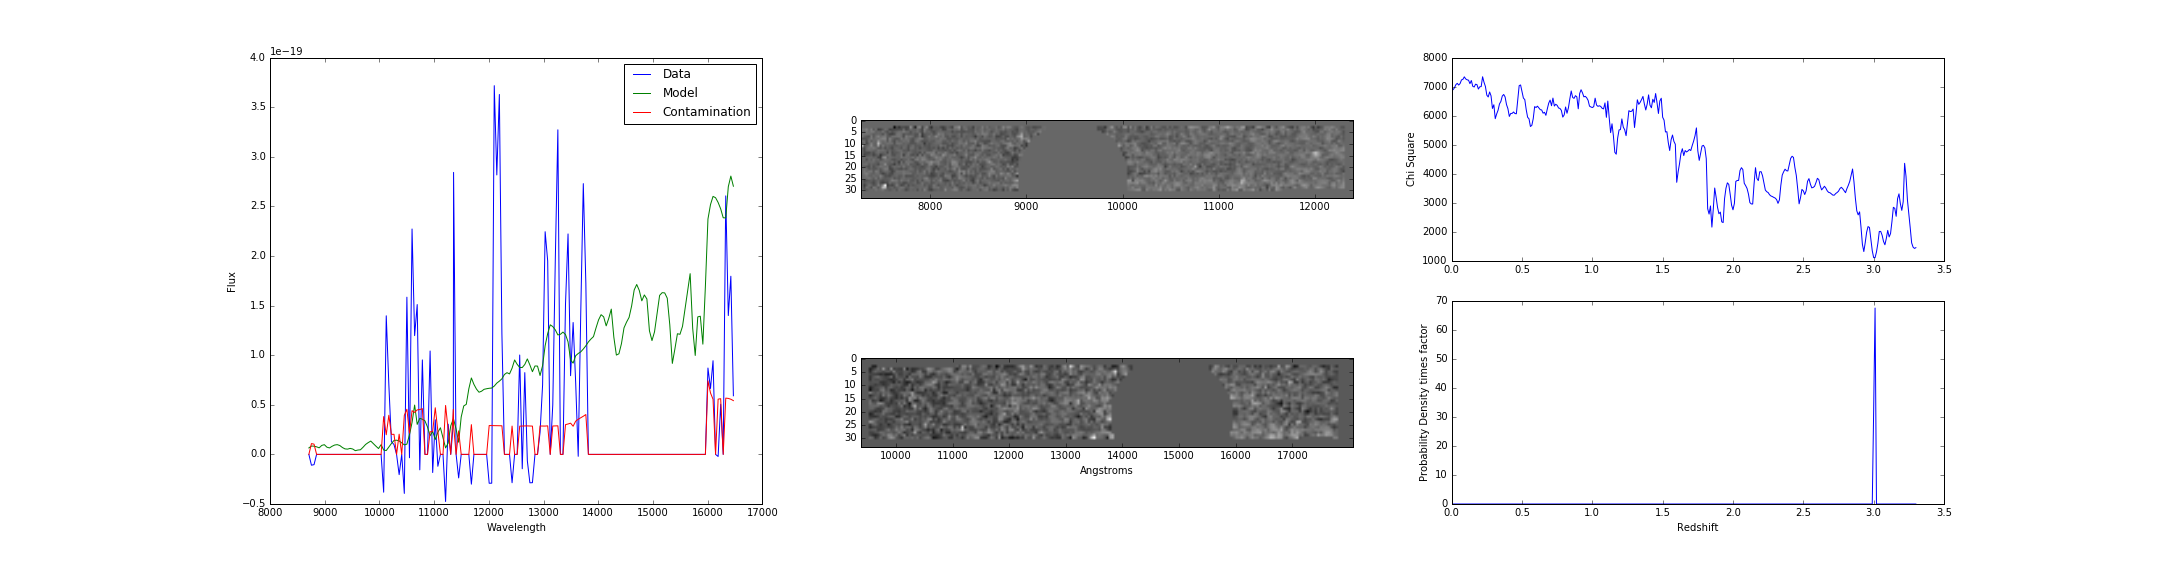 1e−19
4.0
3.5
3.0
2.5
2.0
1.5
1.0
0.5
0.0
−0.5
Flux
Data
Model
Contamination
8000 9000 10000 11000 12000 13000 14000 15000 16000 17000
Wavelength
0
5
10
15
20
25
30
8000 9000 10000 11000 12000
0
5
10
15
20
25
30
10000 11000 12000 13000 14000 15000 16000 17000
Angstroms
8000
7000
6000
5000
4000
3000
2000
1000
Chi Square
0.0 0.5 1.0 1.5 2.0 2.5 3.0 3.5
70
60
50
40
30
20
10
0
Probability Density times factor
0.0 0.5 1.0 1.5 2.0 2.5 3.0 3.5
Redshift